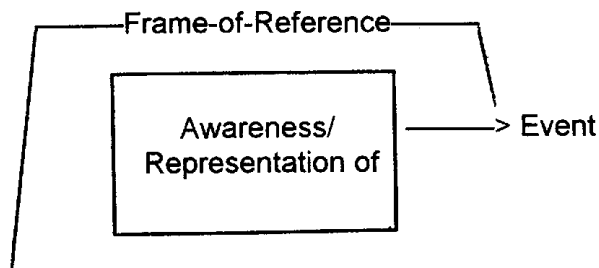 Frame-of-Reference
Awareness/
Representation of
> Event